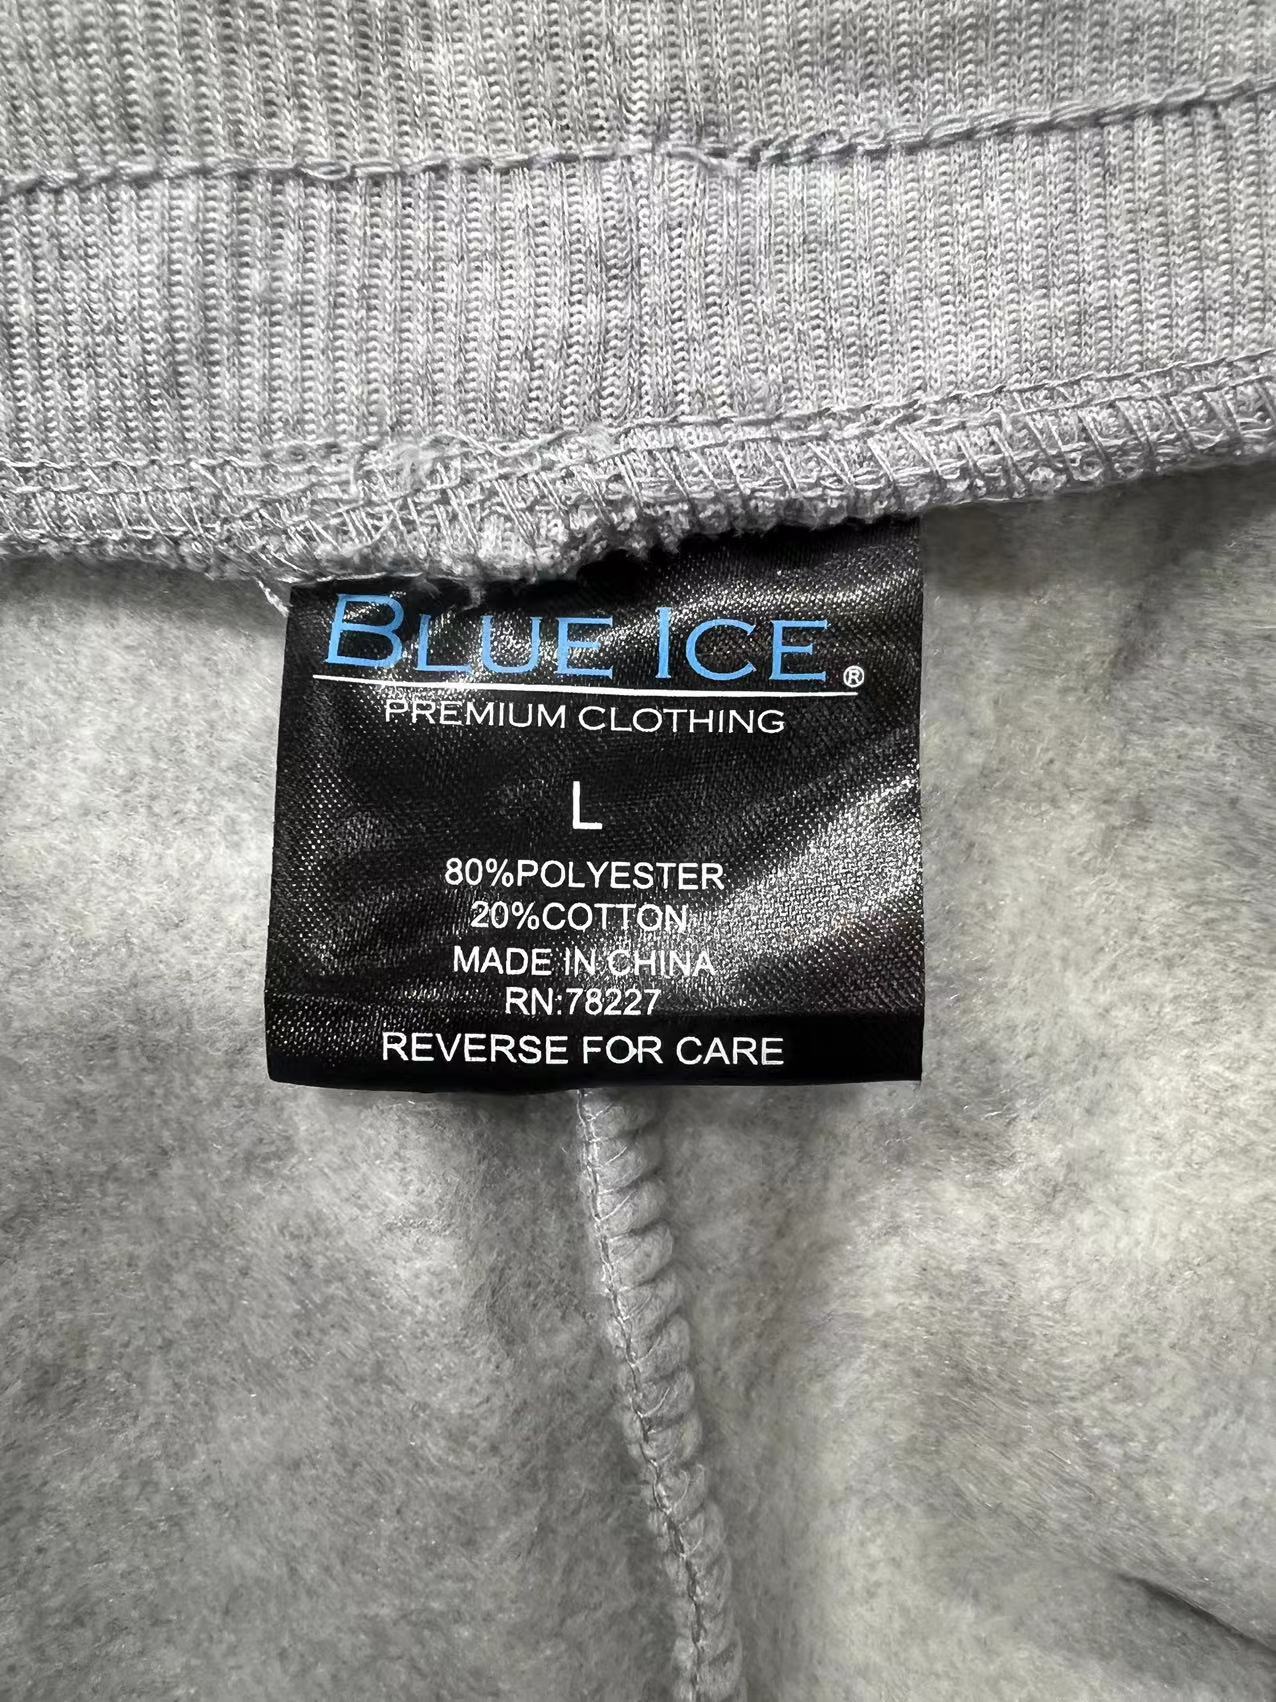 BLUE ICE ®
PREMIUM CLOTHING
L
80%POLYESTER
20%COTTON
MADE IN CHINA
RN:78227
REVERSE FOR CARE